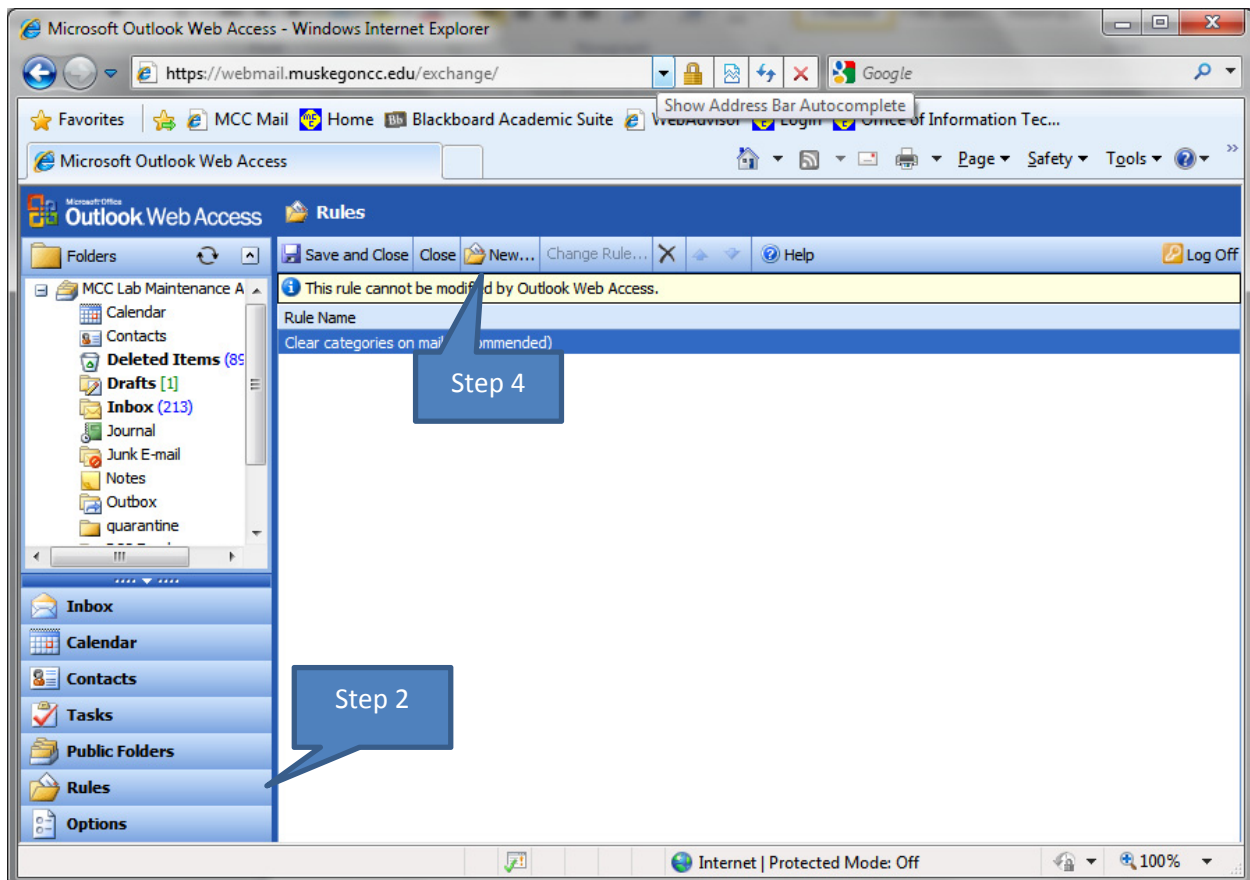 Microsoft Outlook Web Access - Windows Internet Explorer
https://webmail.muskegoncc.edu/exchange/
Google
Show Address Bar Autocomplete
Favorites MCC Mail Home Blackboard Academic Suite WebAdvisor Login Office of Information Tec...
Microsoft Outlook Web Access
Page Safety Tools
Microsoft Office
Outlook Web Access
Rules
Folders
Save and Close Close New... Change Rule... Help Log Off
MCC Lab Maintenance A
This rule cannot be modified by Outlook Web Access.
Calendar
Rule Name
Contacts
Clear categories on mail ommended)
Deleted Items (89
Drafts [1]
Step 4
Inbox (213)
Journal
Junk E-mail
Notes
Outbox
quarantine
Inbox
Calendar
Contacts
Step 2
Tasks
Public Folders
Rules
Options
Internet | Protected Mode: Off 100%